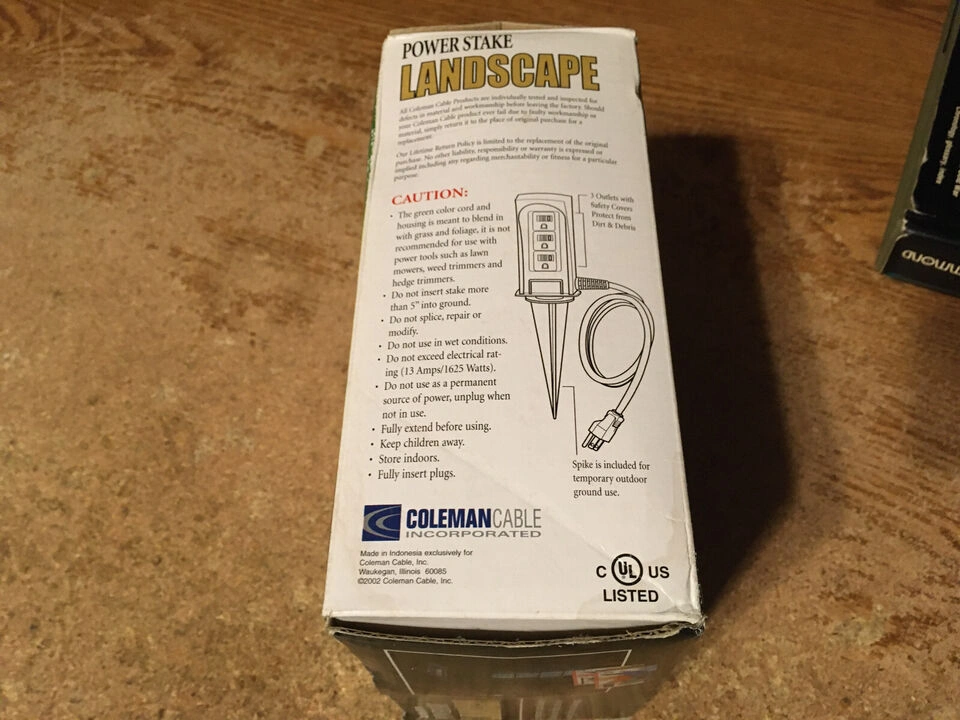 POWER STAKE
LANDSCAPE
All Coleman Cable Products are individually tested and inspected for
defects in material and workmanship before leaving the factory. Should
your Coleman Cable product ever fail due to faulty workmanship or
material, simply return it to the place of original purchase for a
replacement.
Our Lifetime Return Policy is limited to the replacement of the original
purchase. No other liability, responsibility or warranty is expressed or
implied including any regarding merchantability or fitness for a particular
purpose.
CAUTION:
· The green color cord and
housing is meant to blend in
with grass and foliage, it is not
recommended for use with
power tools such as lawn
mowers, weed trimmers and
hedge trimmers.
· Do not insert stake more
than 5" into ground.
· Do not splice, repair or
modify.
· Do not use in wet conditions.
· Do not exceed electrical rat-
ing (13 Amps/1625 Watts).
· Do not use as a permanent
source of power, unplug when
not in use.
· Fully extend before using.
· Keep children away.
· Store indoors.
· Fully insert plugs.
3 Outlets with
Safety Covers
Protect from
Dirt & Debris
Spike is included for
temporary outdoor
ground use.
COLEMANCABLE
INCORPORATED
Made in Indonesia exclusively for
Coleman Cable, Inc.
Waukegan, Illinois 60085
©2002 Coleman Cable, Inc.
C UL US
LISTED